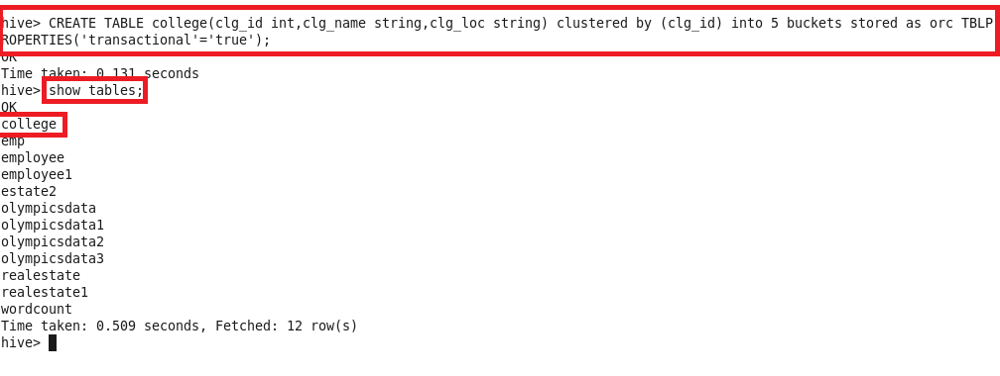 hive> CREATE TABLE college(clg_id int,clg_name string,clg_loc string) clustered by (clg_id) into 5 buckets stored as orc TBLP
ROPERTIES('transactional'='true');
OK
Time taken: 0.131 seconds
hive> show tables;
OK
college
emp
employee
employee1
estate2
olympicsdata
olympicsdata1
olympicsdata2
olympicsdata3
realestate
realestate1
wordcount
Time taken: 0.509 seconds, Fetched: 12 row(s)
hive>